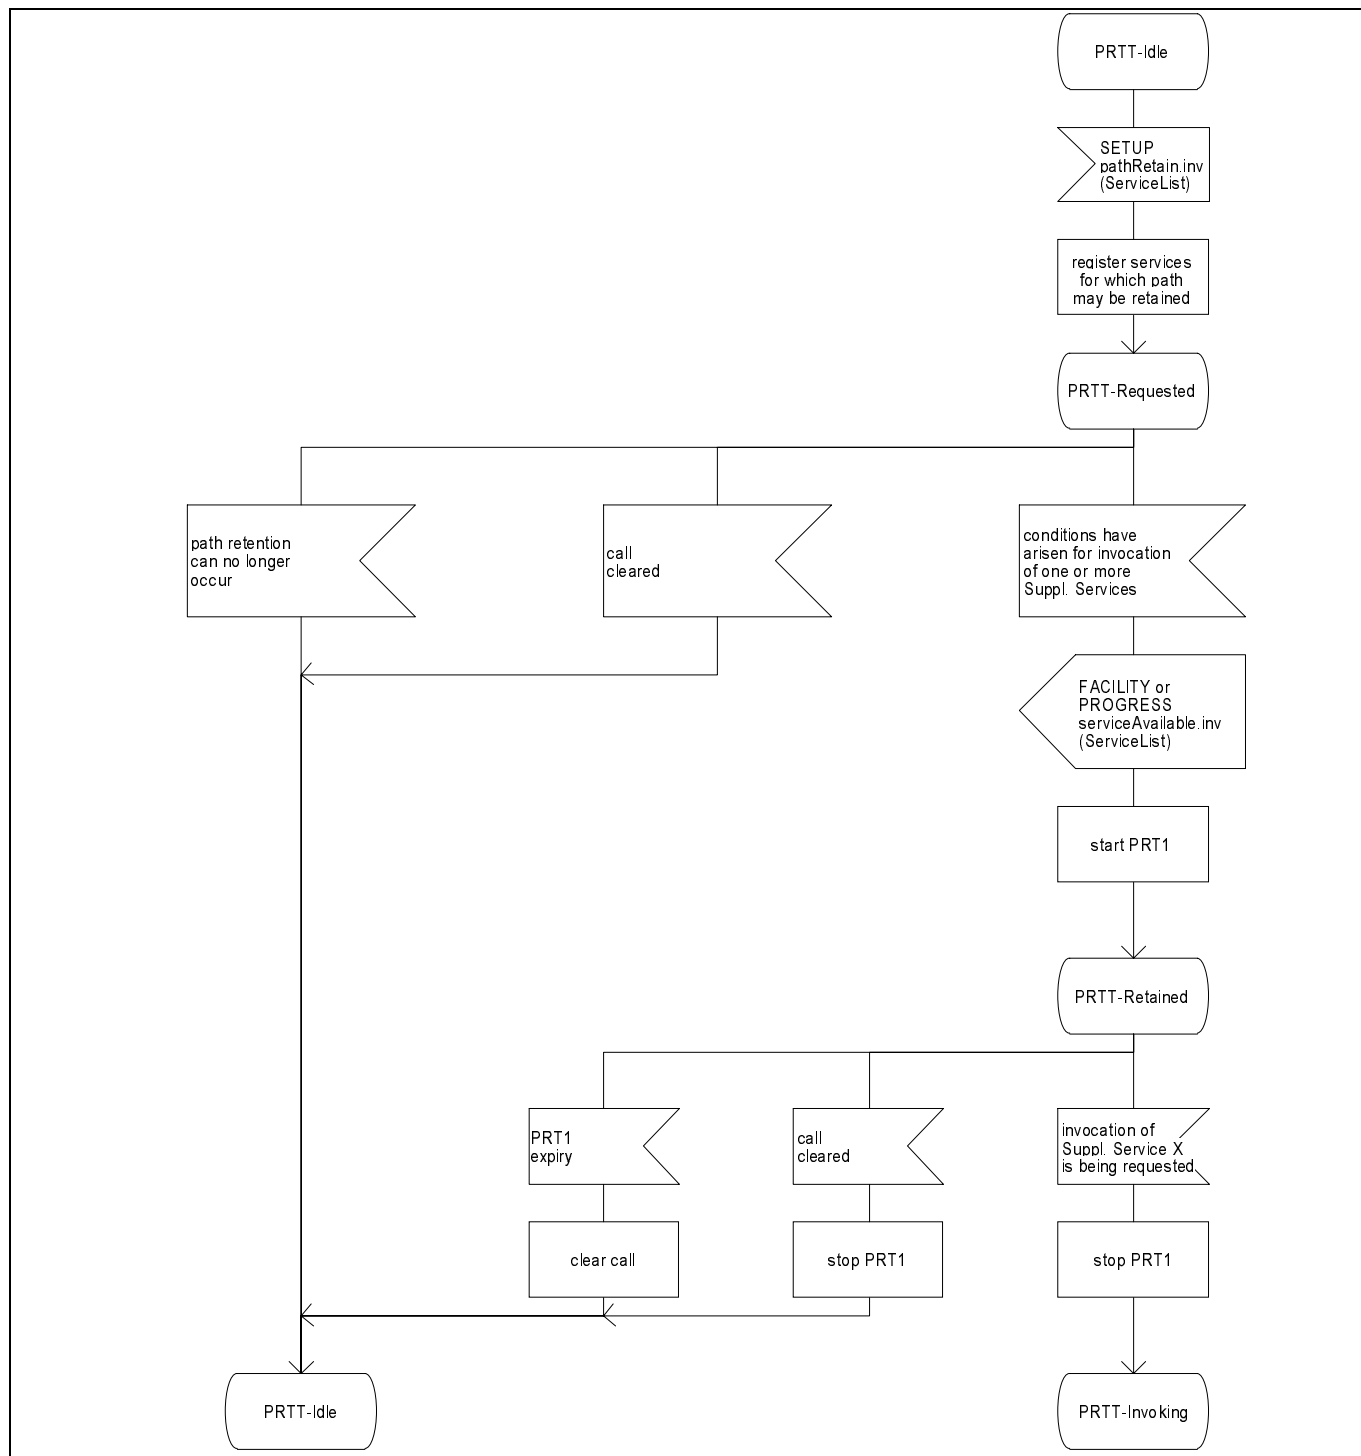 PRTT-Idle
SETUP
pathRetain.inv
(ServiceList)
register services
for which path
may be retained
PRTT-Requested
path retention
can no longer
occur
call
cleared
conditions have
arisen for invocation
of one or more
Suppl. Services
FACILITY or
PROGRESS
serviceAvailable.inv
(ServiceList)
start PRT1
PRTT-Retained
PRT1
expiry
call
cleared
invocation of
Suppl. Service X
is being requested
clear call
stop PRT1
stop PRT1
PRTT-Idle
PRTT-Invoking